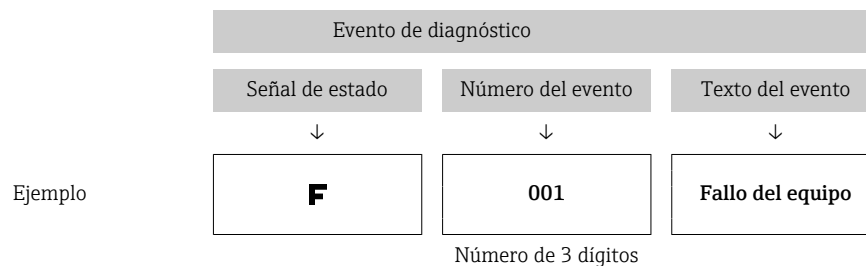 Evento de diagnóstico
Señal de estado Número del evento Texto del evento
↓ ↓ ↓
Ejemplo F 001 Fallo del equipo
Número de 3 dígitos